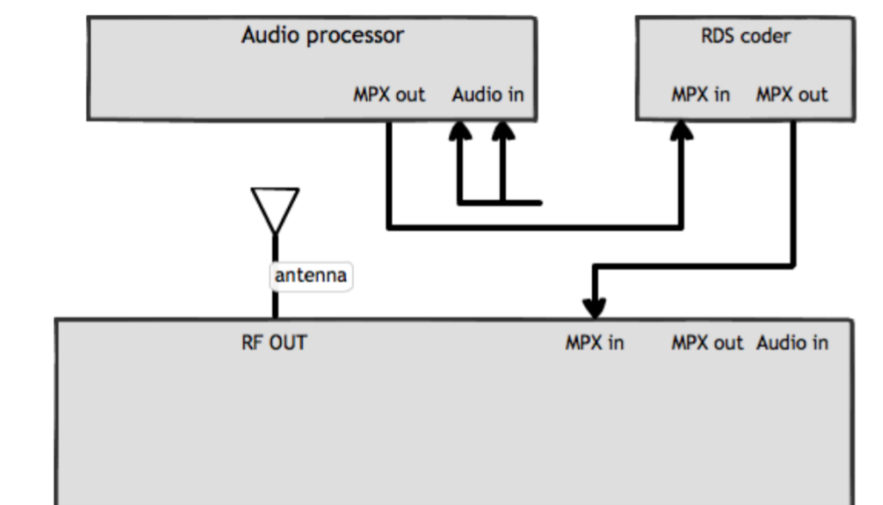 Audio processor
MPX out Audio in
RDS coder
MPX in MPX out
antenna
RF OUT
MPX in MPX out Audio in